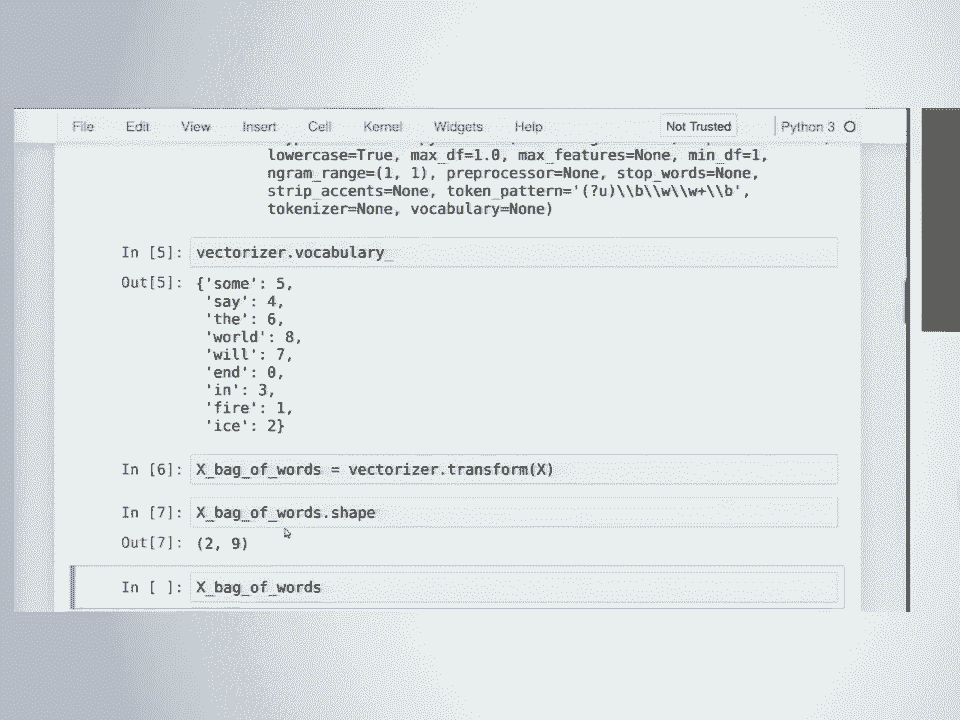 File Edit View Insert Cell Kernel Widgets Help Not Trusted Python 3
lowercase=True, max_df=1.0, max_features=None, min_df=1,
ngram_range=(1, 1), preprocessor=None, stop_words=None,
strip_accents=None, token_pattern='(?u)\\b\\w\\w+\\b',
tokenizer=None, vocabulary=None)
In [5]: vectorizer.vocabulary_
Out[5]: {'some': 5,
'say': 4,
'the': 6,
'world': 8,
'will': 7,
'end': 0,
'in': 3,
'fire': 1,
'ice': 2}
In [6]: X_bag_of_words = vectorizer.transform(X)
In [7]: X_bag_of_words.shape
Out[7]: (2, 9)
In [ ]: X_bag_of_words